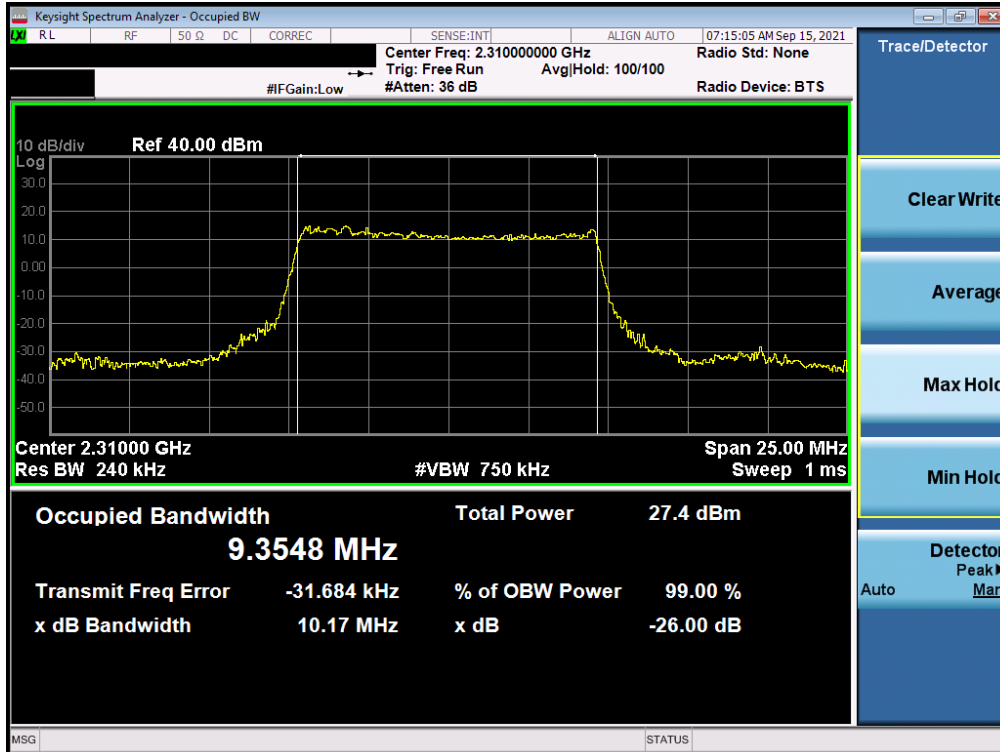 Keysight Spectrum Analyzer - Occupied BW
LXI RL RF 50 Ω DC CORREC SENSE:INT ALIGN AUTO 07:15:05 AM Sep 15, 2021
Center Freq: 2.310000000 GHz Radio Std: None
Trig: Free Run Avg|Hold: 100/100
#IFGain:Low #Atten: 36 dB Radio Device: BTS
Trace/Detector
10 dB/div Ref 40.00 dBm
Log
30.0
20.0
10.0
0.00
-10.0
-20.0
-30.0
-40.0
-50.0
Center 2.31000 GHz Span 25.00 MHz
Res BW 240 kHz #VBW 750 kHz Sweep 1 ms
Occupied Bandwidth Total Power 27.4 dBm
9.3548 MHz
Transmit Freq Error -31.684 kHz % of OBW Power 99.00 %
x dB Bandwidth 10.17 MHz x dB -26.00 dB
Clear Write
Average
Max Hold
Min Hold
Detector
Peak
Auto Man
MSG STATUS